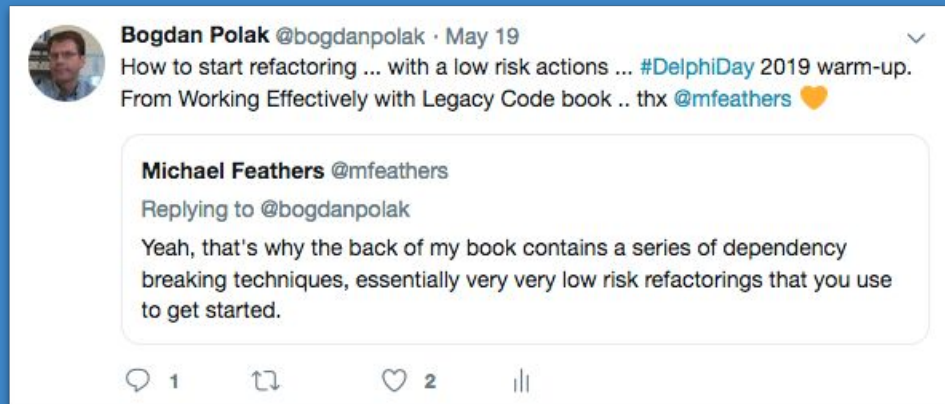 Bogdan Polak @bogdanpolak · May 19
How to start refactoring ... with a low risk actions ... #DelphiDay 2019 warm-up.
From Working Effectively with Legacy Code book .. thx @mfeathers 🧡
Michael Feathers @mfeathers
Replying to @bogdanpolak
Yeah, that's why the back of my book contains a series of dependency
breaking techniques, essentially very very low risk refactorings that you use
to get started.
1 2